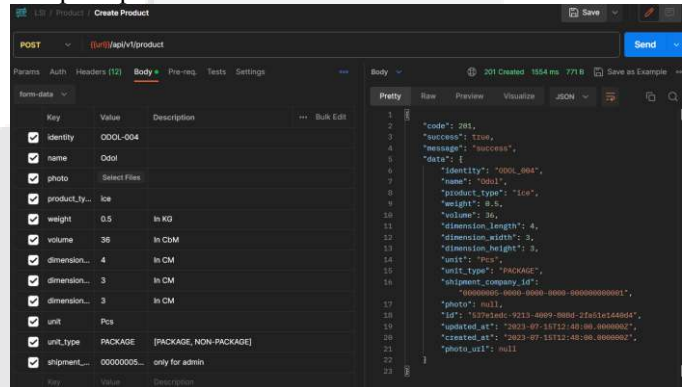 LSI / Product / Create Product
Save
POST
{{url}}/api/v1/product
Send
Params Auth Headers (12) Body Pre-req. Tests Settings
form-data
Key Value Description Bulk Edit
identity ODOL-004
name Odol
photo Select Files
product_ty... ice
weight 0.5 In KG
volume 36 In CbM
dimension... 4 In CM
dimension... 3 In CM
dimension... 3 In CM
unit Pcs
unit_type PACKAGE [PACKAGE, NON-PACKAGE]
shipment_... 00000005... only for admin
Key Value Description
Body 201 Created 1554 ms 771 B Save as Example
Pretty Raw Preview Visualize JSON
1 {
2 "code": 201,
3 "success": true,
4 "message": "success",
5 "data": {
6 "identity": "ODOL_004",
7 "name": "Odol",
8 "product_type": "ice",
9 "weight": 0.5,
10 "volume": 36,
11 "dimension_length": 4,
12 "dimension_width": 3,
13 "dimension_height": 3,
14 "unit": "Pcs",
15 "unit_type": "PACKAGE",
16 "shipment_company_id":
"00000005-0000-0000-0000-000000000001",
17 "photo": null,
18 "id": "537e1edc-9213-4009-808d-2fa51e1440d4",
19 "updated_at": "2023-07-15T12:48:00.000000Z",
20 "created_at": "2023-07-15T12:48:00.000000Z",
21 "photo_url": null
22 }
23 }